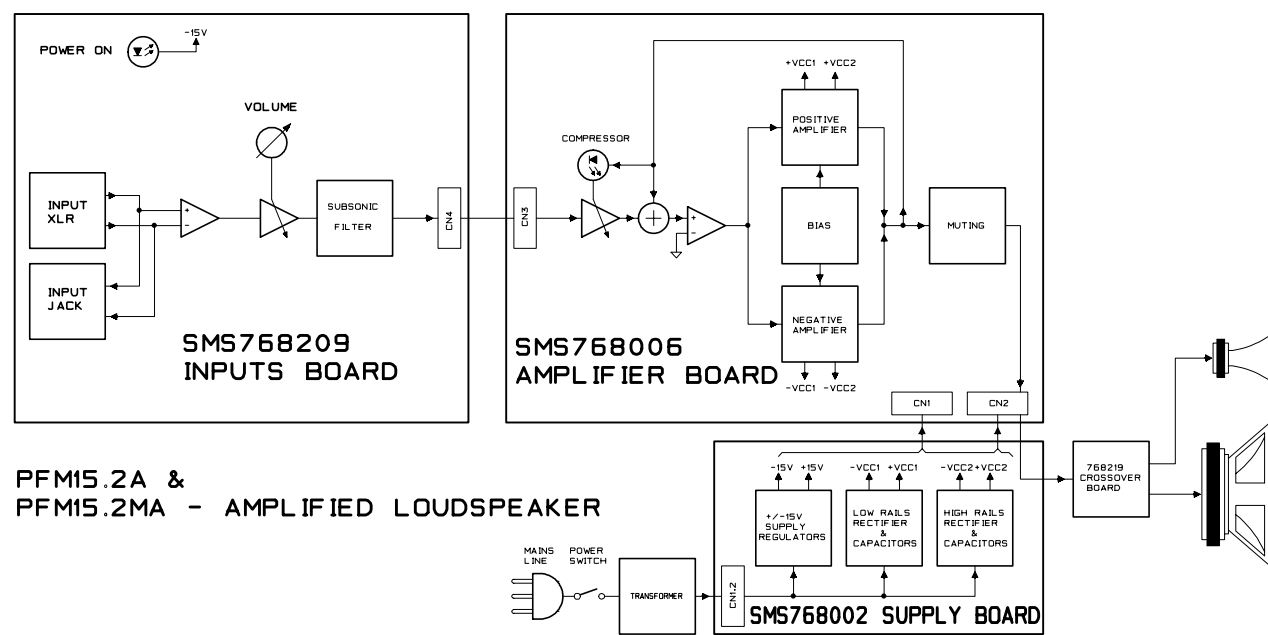 POWER ON
-15V
VOLUME
INPUT
XLR
+
-
SUBSONIC
FILTER
CN4
INPUT
JACK
SMS768209
INPUTS BOARD
+VCC1 +VCC2
POSITIVE
AMPLIFIER
COMPRESSOR
CN3
+
-
BIAS
MUTING
NEGATIVE
AMPLIFIER
-VCC1 -VCC2
SMS768006
AMPLIFIER BOARD
CN1
CN2
PFM15.2A &
PFM15.2MA - AMPLIFIED LOUDSPEAKER
-15V +15V
-VCC1 +VCC1
-VCC2 +VCC2
+/-15V
SUPPLY
REGULATORS
LOW RAILS
RECTIFIER
&
CAPACITORS
HIGH RAILS
RECTIFIER
&
CAPACITORS
768219
CROSSOVER
BOARD
MAINS
LINE
POWER
SWITCH
TRANSFORMER
CN1.2
SMS768002 SUPPLY BOARD